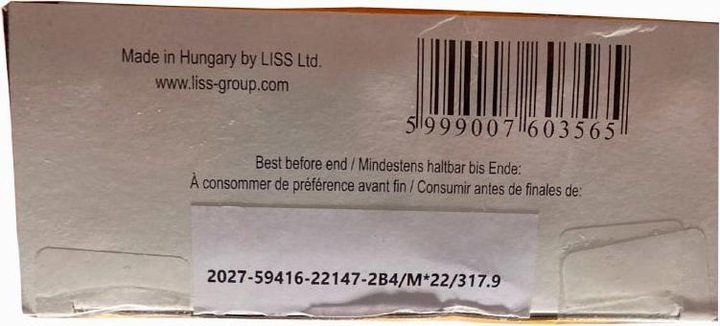 Made in Hungary by LISS Ltd.
www.liss-group.com
5 999007 603565
Best before end / Mindestens haltbar bis Ende:
À consommer de préférence avant fin / Consumir antes de finales de:
2027-59416-22147-2B4/M*22/317.9